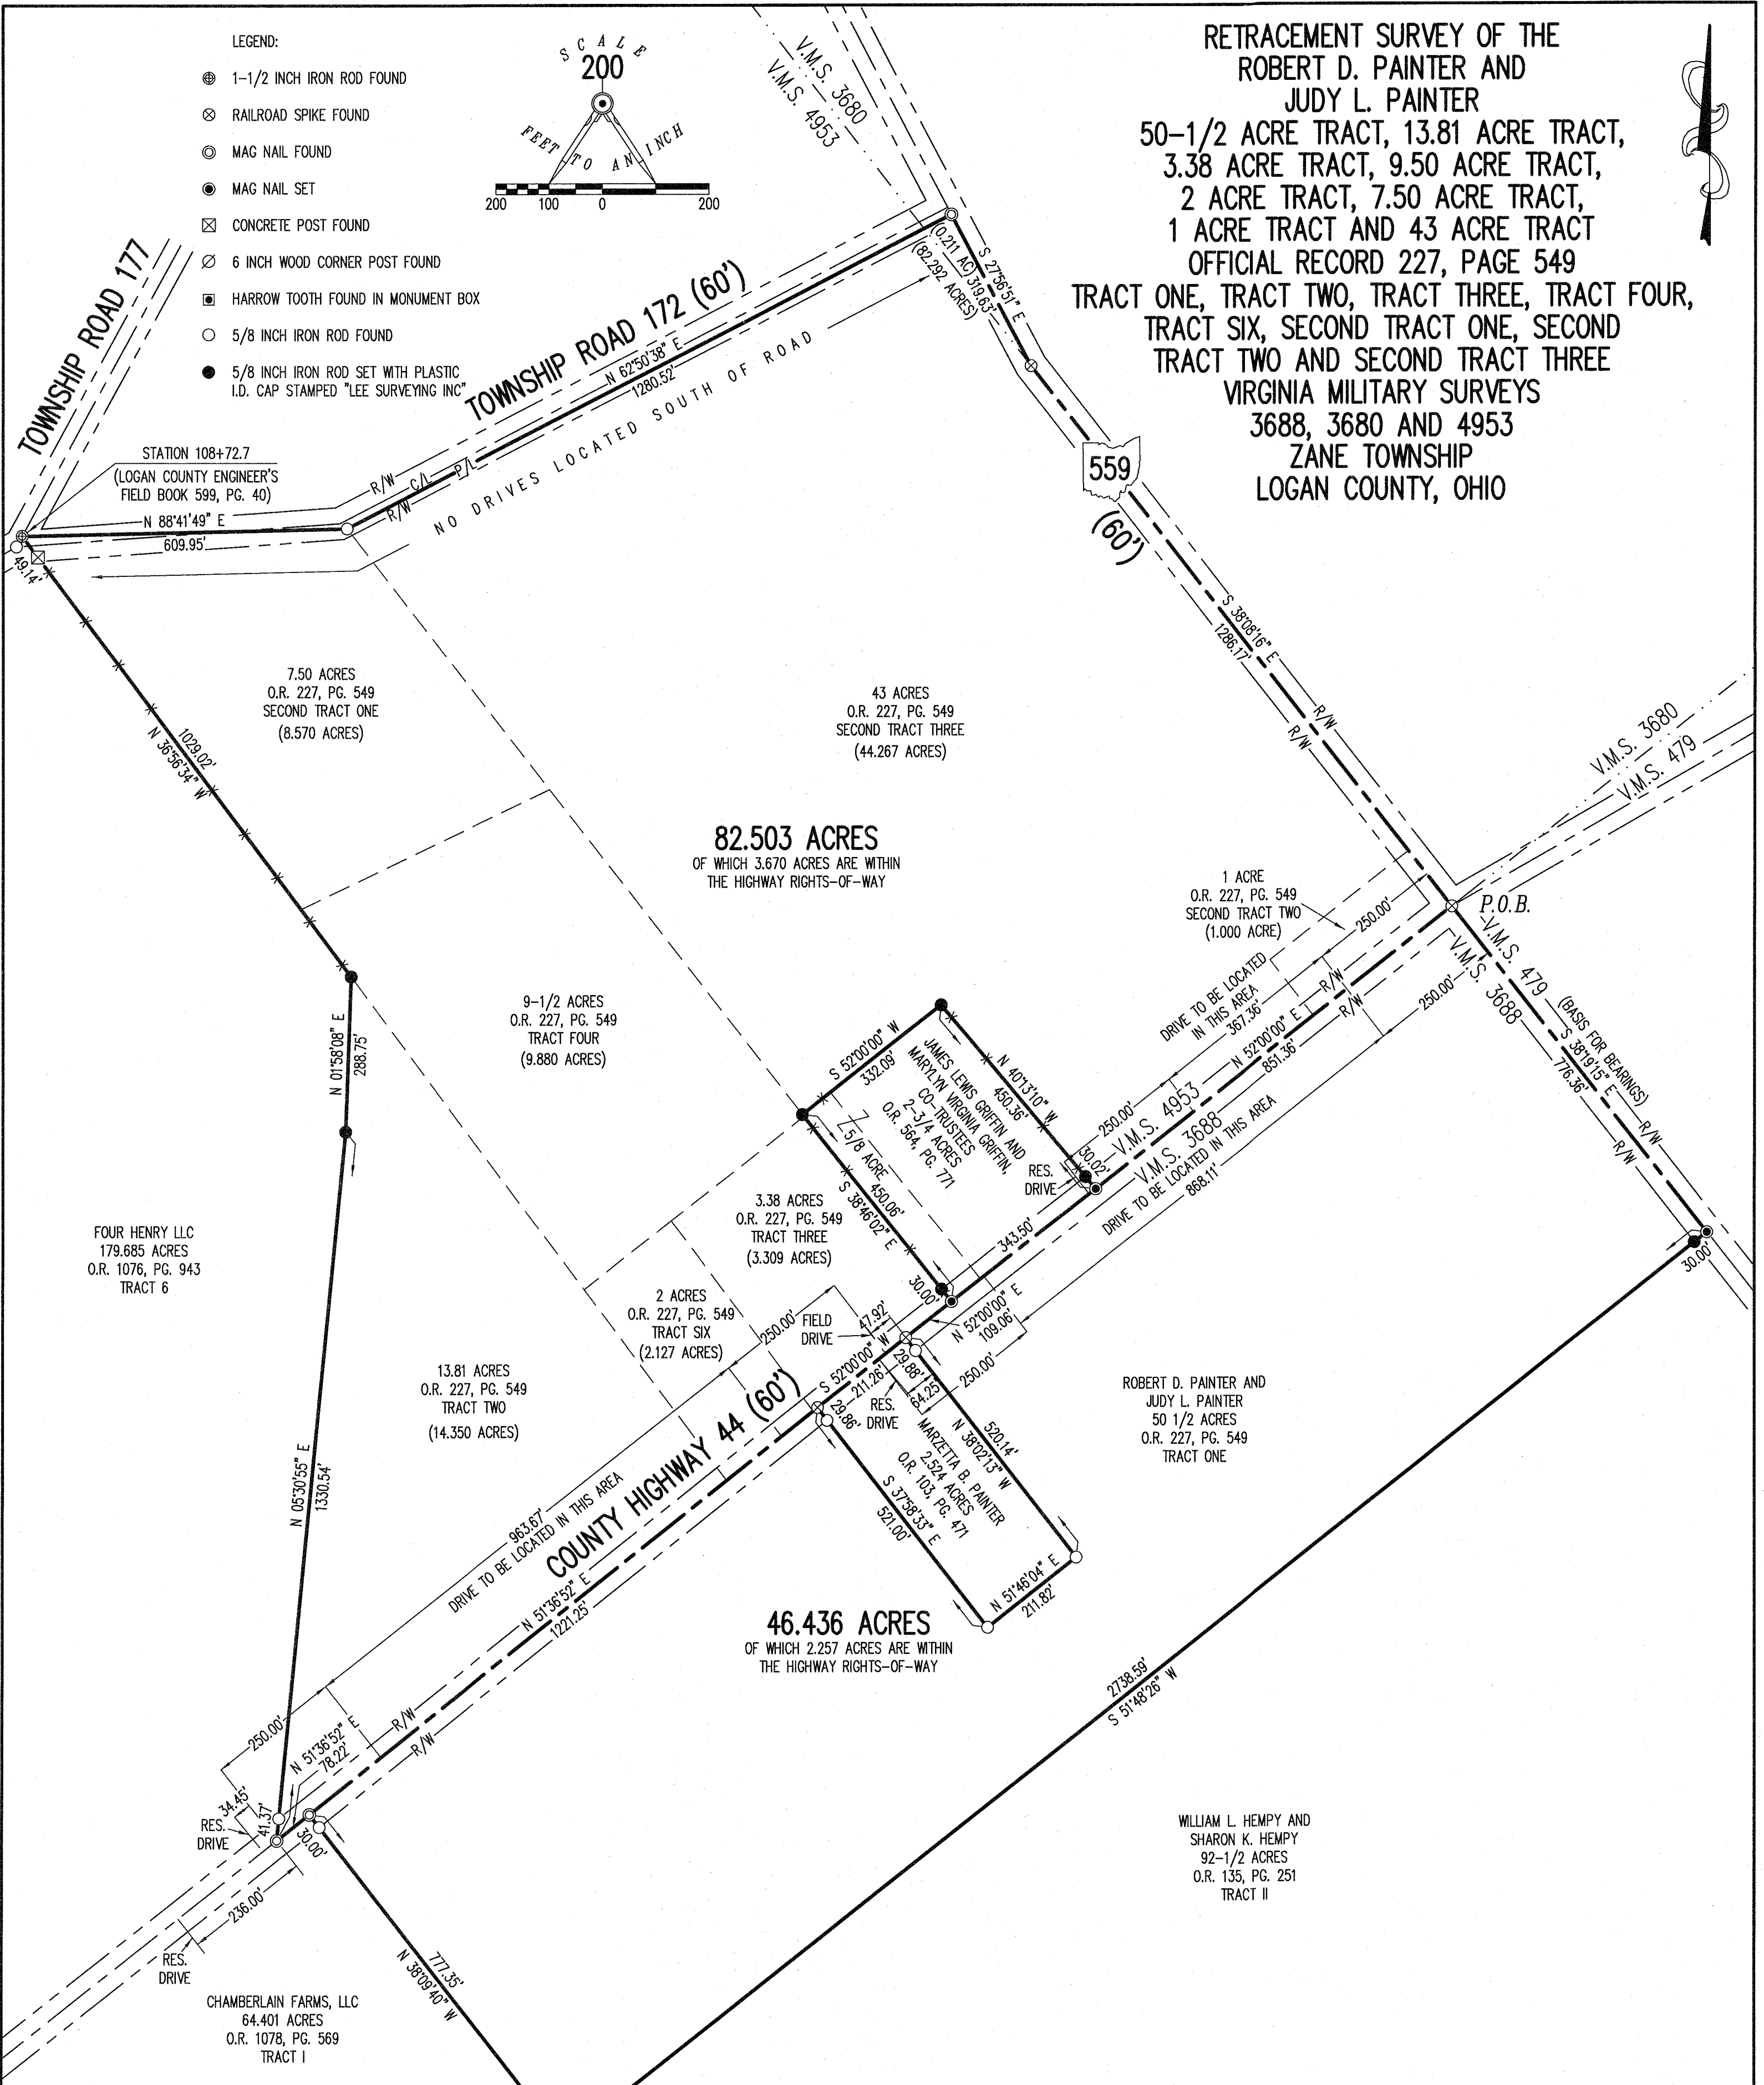 LEGEND:
1-1/2 INCH IRON ROD FOUND
RAILROAD SPIKE FOUND
MAG NAIL FOUND
MAG NAIL SET
CONCRETE POST FOUND
6 INCH WOOD CORNER POST FOUND
HARROW TOOTH FOUND IN MONUMENT BOX
5/8 INCH IRON ROD FOUND
5/8 INCH IRON ROD SET WITH PLASTIC
I.D. CAP STAMPED "LEE SURVEYING INC"
SCALE
200
FEET TO AN INCH
200 100 0 200
V.M.S. 3680
V.M.S. 4953
RETRACEMENT SURVEY OF THE
ROBERT D. PAINTER AND
JUDY L. PAINTER
50-1/2 ACRE TRACT, 13.81 ACRE TRACT,
3.38 ACRE TRACT, 9.50 ACRE TRACT,
2 ACRE TRACT, 7.50 ACRE TRACT,
1 ACRE TRACT AND 43 ACRE TRACT
OFFICIAL RECORD 227, PAGE 549
TRACT ONE, TRACT TWO, TRACT THREE, TRACT FOUR,
TRACT SIX, SECOND TRACT ONE, SECOND
TRACT TWO AND SECOND TRACT THREE
VIRGINIA MILITARY SURVEYS
3688, 3680 AND 4953
ZANE TOWNSHIP
LOGAN COUNTY, OHIO
TOWNSHIP ROAD 177
STATION 108+72.7
(LOGAN COUNTY ENGINEER'S
FIELD BOOK 599, PG. 40)
N 88°41'49" E
609.95'
49.14'
TOWNSHIP ROAD 172 (60')
N 62°50'38" E
1280.52'
R/W
C/L
P/L
R/W
NO DRIVES LOCATED SOUTH OF ROAD
S 27°56'51" E
(0.211 AC) 319.63'
(82.292 ACRES)
559
(60')
S 38°08'16" E
1286.17'
R/W
R/W
V.M.S. 3680
V.M.S. 479
7.50 ACRES
O.R. 227, PG. 549
SECOND TRACT ONE
(8.570 ACRES)
43 ACRES
O.R. 227, PG. 549
SECOND TRACT THREE
(44.267 ACRES)
1029.02'
N 36°56'34" W
82.503 ACRES
OF WHICH 3.670 ACRES ARE WITHIN
THE HIGHWAY RIGHTS-OF-WAY
1 ACRE
O.R. 227, PG. 549
SECOND TRACT TWO
(1.000 ACRE)
250.00'
P.O.B.
V.M.S. 479
V.M.S. 3688
(BASIS FOR BEARINGS)
S 38°19'15" E
776.36'
R/W
R/W
9-1/2 ACRES
O.R. 227, PG. 549
TRACT FOUR
(9.880 ACRES)
N 01°58'08" E
288.75'
S 52°00'00" W
332.09'
N 40°13'10" W
450.36'
JAMES LEWIS GRIFFIN AND
MARYLYN VIRGINIA GRIFFIN,
CO-TRUSTEES
2-3/4 ACRES
O.R. 564, PG. 771
5/8 ACRE
450.06'
S 38°46'02" E
DRIVE TO BE LOCATED
IN THIS AREA
367.36'
R/W
R/W
250.00'
N 52°00'00" E
851.36'
250.00'
V.M.S. 4953
V.M.S. 3688
30.02'
RES.
DRIVE
DRIVE TO BE LOCATED IN THIS AREA
868.11'
343.50'
30.00'
FOUR HENRY LLC
179.685 ACRES
O.R. 1076, PG. 943
TRACT 6
3.38 ACRES
O.R. 227, PG. 549
TRACT THREE
(3.309 ACRES)
2 ACRES
O.R. 227, PG. 549
TRACT SIX
(2.127 ACRES)
250.00'
FIELD
DRIVE
47.92'
N 52°00'00" E
109.06'
S 52°00'00" W
211.26'
29.88'
64.25'
250.00'
RES.
DRIVE
29.86'
30.00'
13.81 ACRES
O.R. 227, PG. 549
TRACT TWO
(14.350 ACRES)
ROBERT D. PAINTER AND
JUDY L. PAINTER
50 1/2 ACRES
O.R. 227, PG. 549
TRACT ONE
520.14'
N 38°02'13" W
MARZETTA B. PAINTER
2.524 ACRES
O.R. 103, PG. 471
S 37°58'33" E
521.00'
N 51°46'04" E
211.82'
N 05°30'55" E
1330.54'
963.67'
DRIVE TO BE LOCATED IN THIS AREA
COUNTY HIGHWAY 44 (60')
N 51°36'52" E
1221.25'
46.436 ACRES
OF WHICH 2.257 ACRES ARE WITHIN
THE HIGHWAY RIGHTS-OF-WAY
2738.59'
S 51°48'26" W
250.00'
N 51°36'52" E
78.22'
R/W
R/W
34.45'
RES.
DRIVE
41.37'
30.00'
236.00'
RES.
DRIVE
777.35'
N 38°09'40" W
CHAMBERLAIN FARMS, LLC
64.401 ACRES
O.R. 1078, PG. 569
TRACT I
WILLIAM L. HEMPY AND
SHARON K. HEMPY
92-1/2 ACRES
O.R. 135, PG. 251
TRACT II